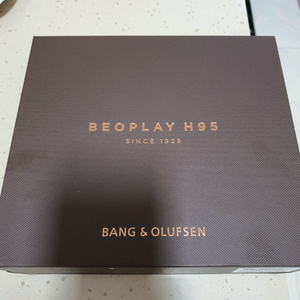 BEOPLAY H95
SINCE 1925
BANG & OLUFSEN